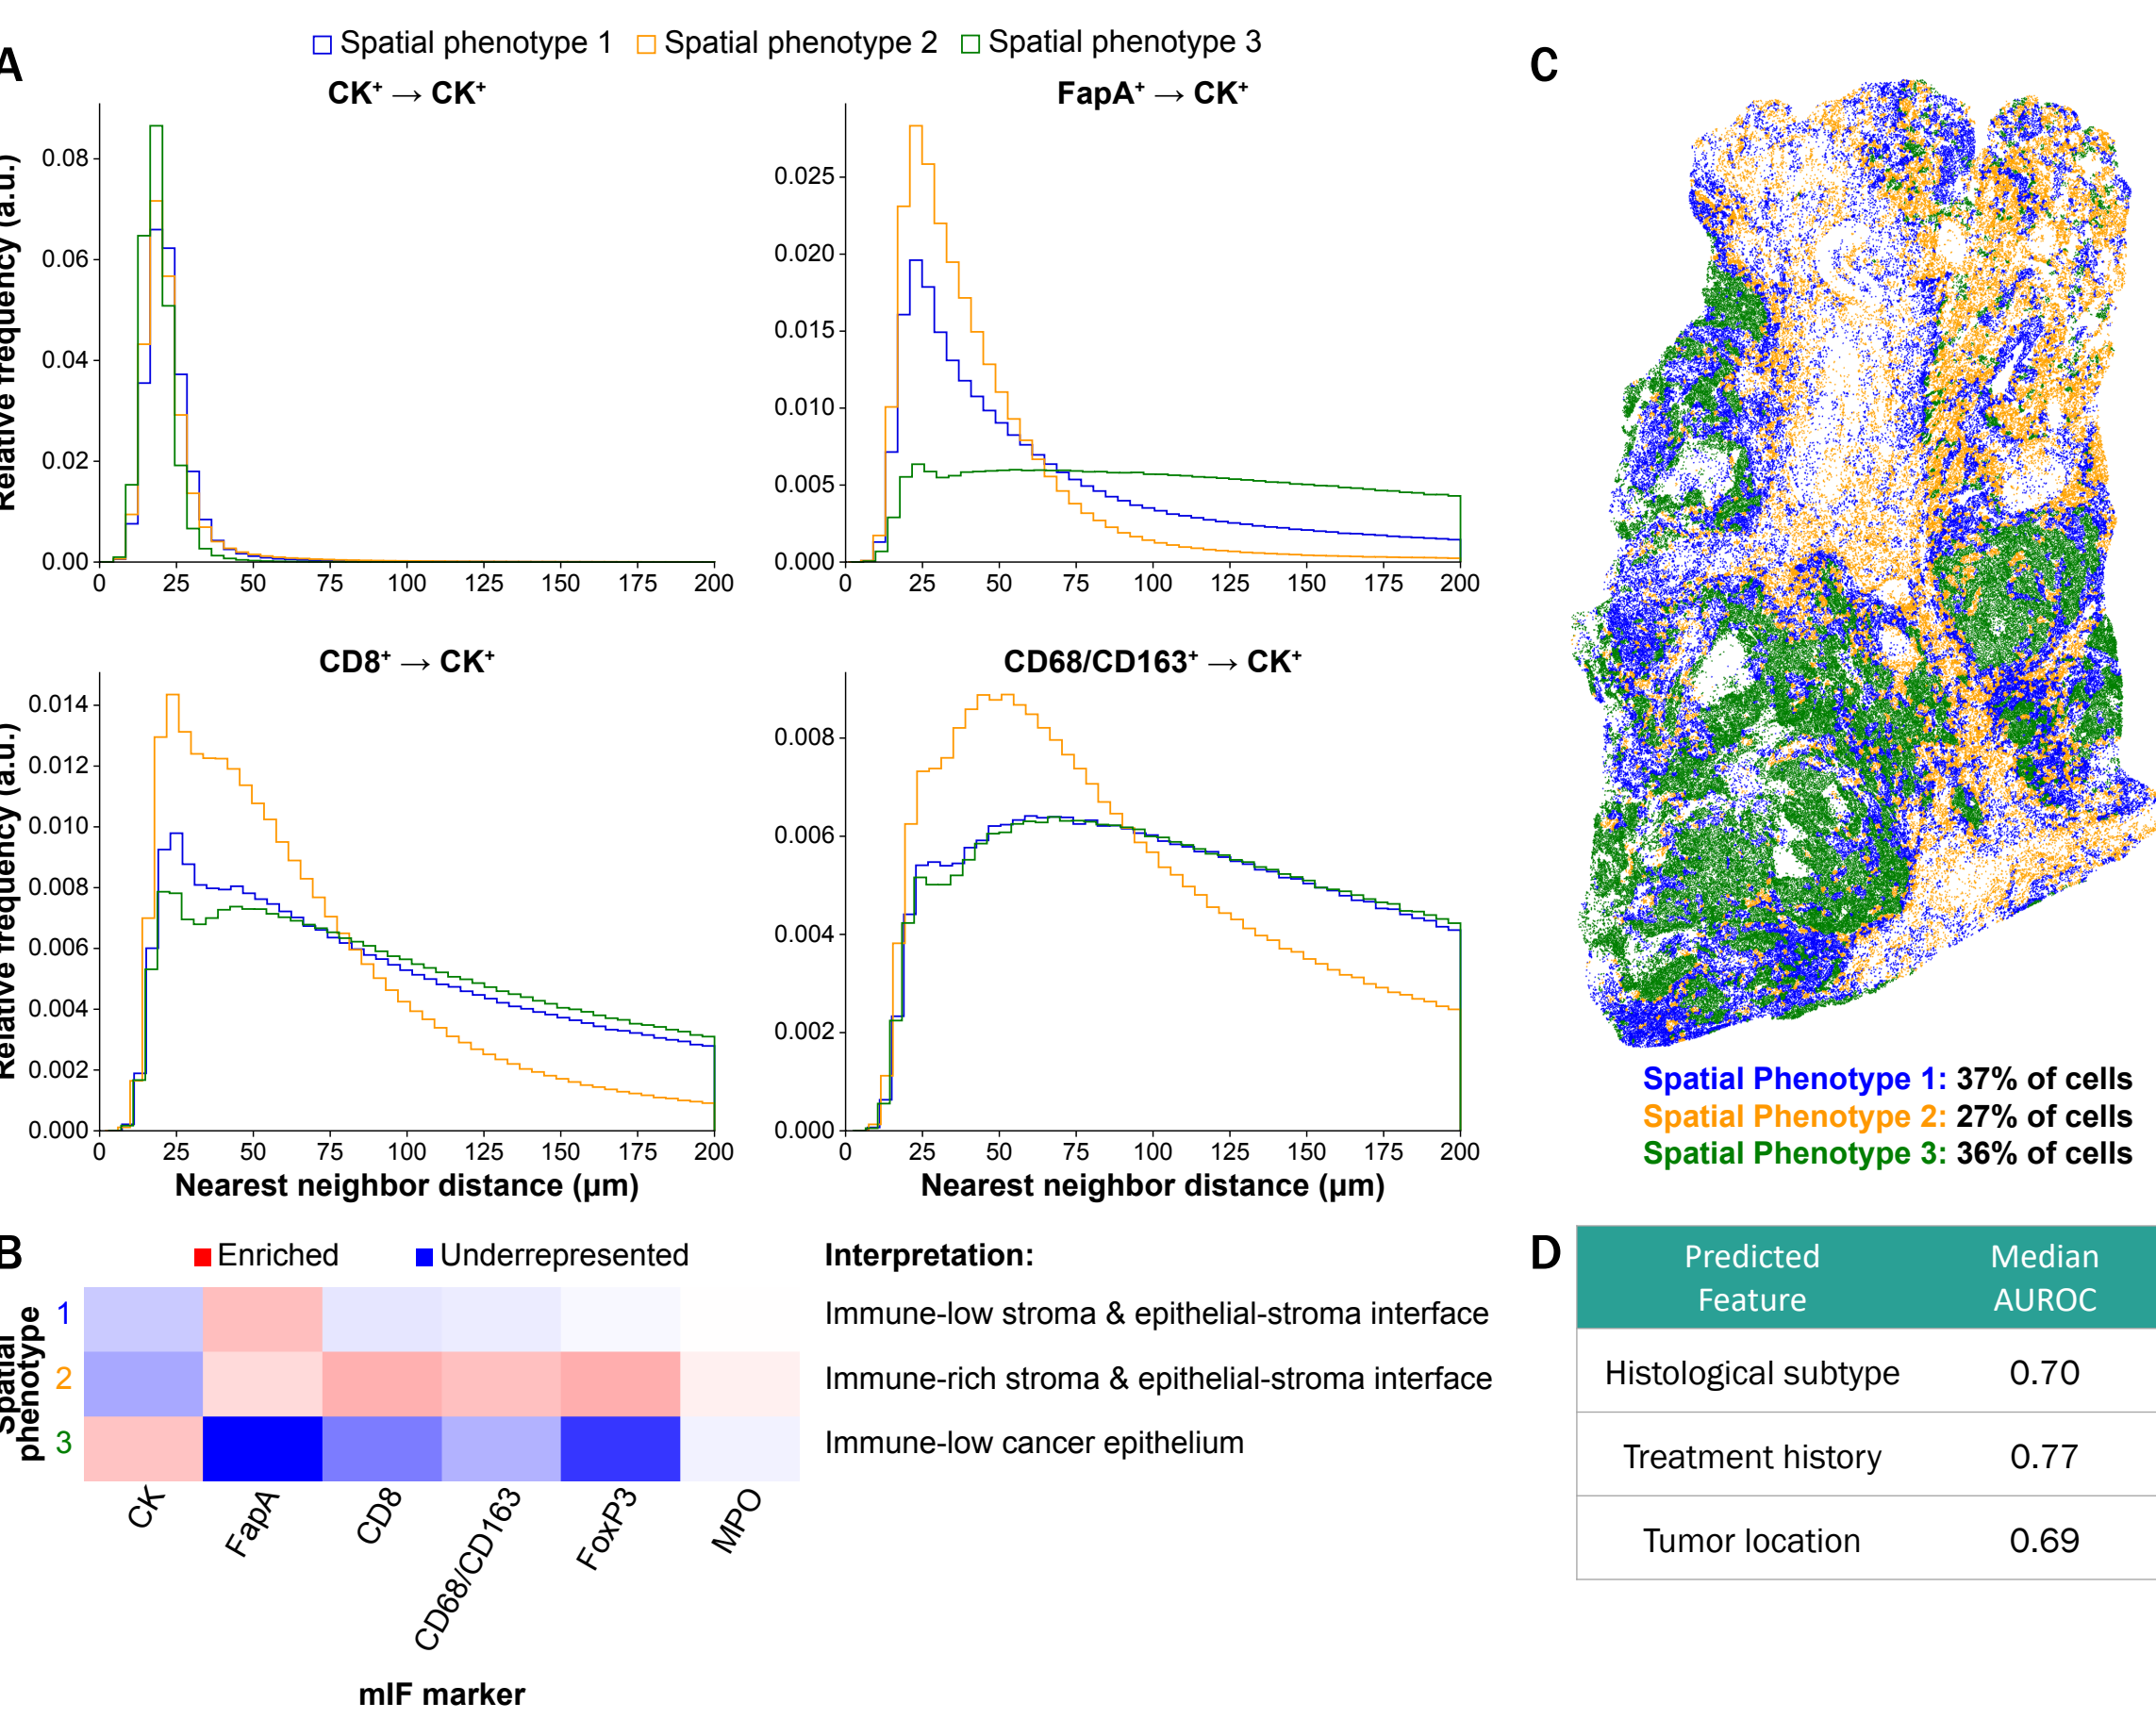 A
Spatial phenotype 1 Spatial phenotype 2 Spatial phenotype 3
CK⁺ → CK⁺
Relative frequency (a.u.)
0.08
0.06
0.04
0.02
0.00
0 25 50 75 100 125 150 175 200
FapA⁺ → CK⁺
0.025
0.020
0.015
0.010
0.005
0.000
0 25 50 75 100 125 150 175 200
CD8⁺ → CK⁺
Relative frequency (a.u.)
0.014
0.012
0.010
0.008
0.006
0.004
0.002
0.000
0 25 50 75 100 125 150 175 200
Nearest neighbor distance (μm)
CD68/CD163⁺ → CK⁺
0.008
0.006
0.004
0.002
0.000
0 25 50 75 100 125 150 175 200
Nearest neighbor distance (μm)
B
Enriched Underrepresented
Interpretation:
Spatial
phenotype
1
Immune-low stroma & epithelial-stroma interface
2
Immune-rich stroma & epithelial-stroma interface
3
Immune-low cancer epithelium
CK FapA CD8 CD68/CD163 FoxP3 MPO
mIF marker
C
Spatial Phenotype 1: 37% of cells
Spatial Phenotype 2: 27% of cells
Spatial Phenotype 3: 36% of cells
D
Predicted
Feature
Median
AUROC
Histological subtype 0.70
Treatment history 0.77
Tumor location 0.69